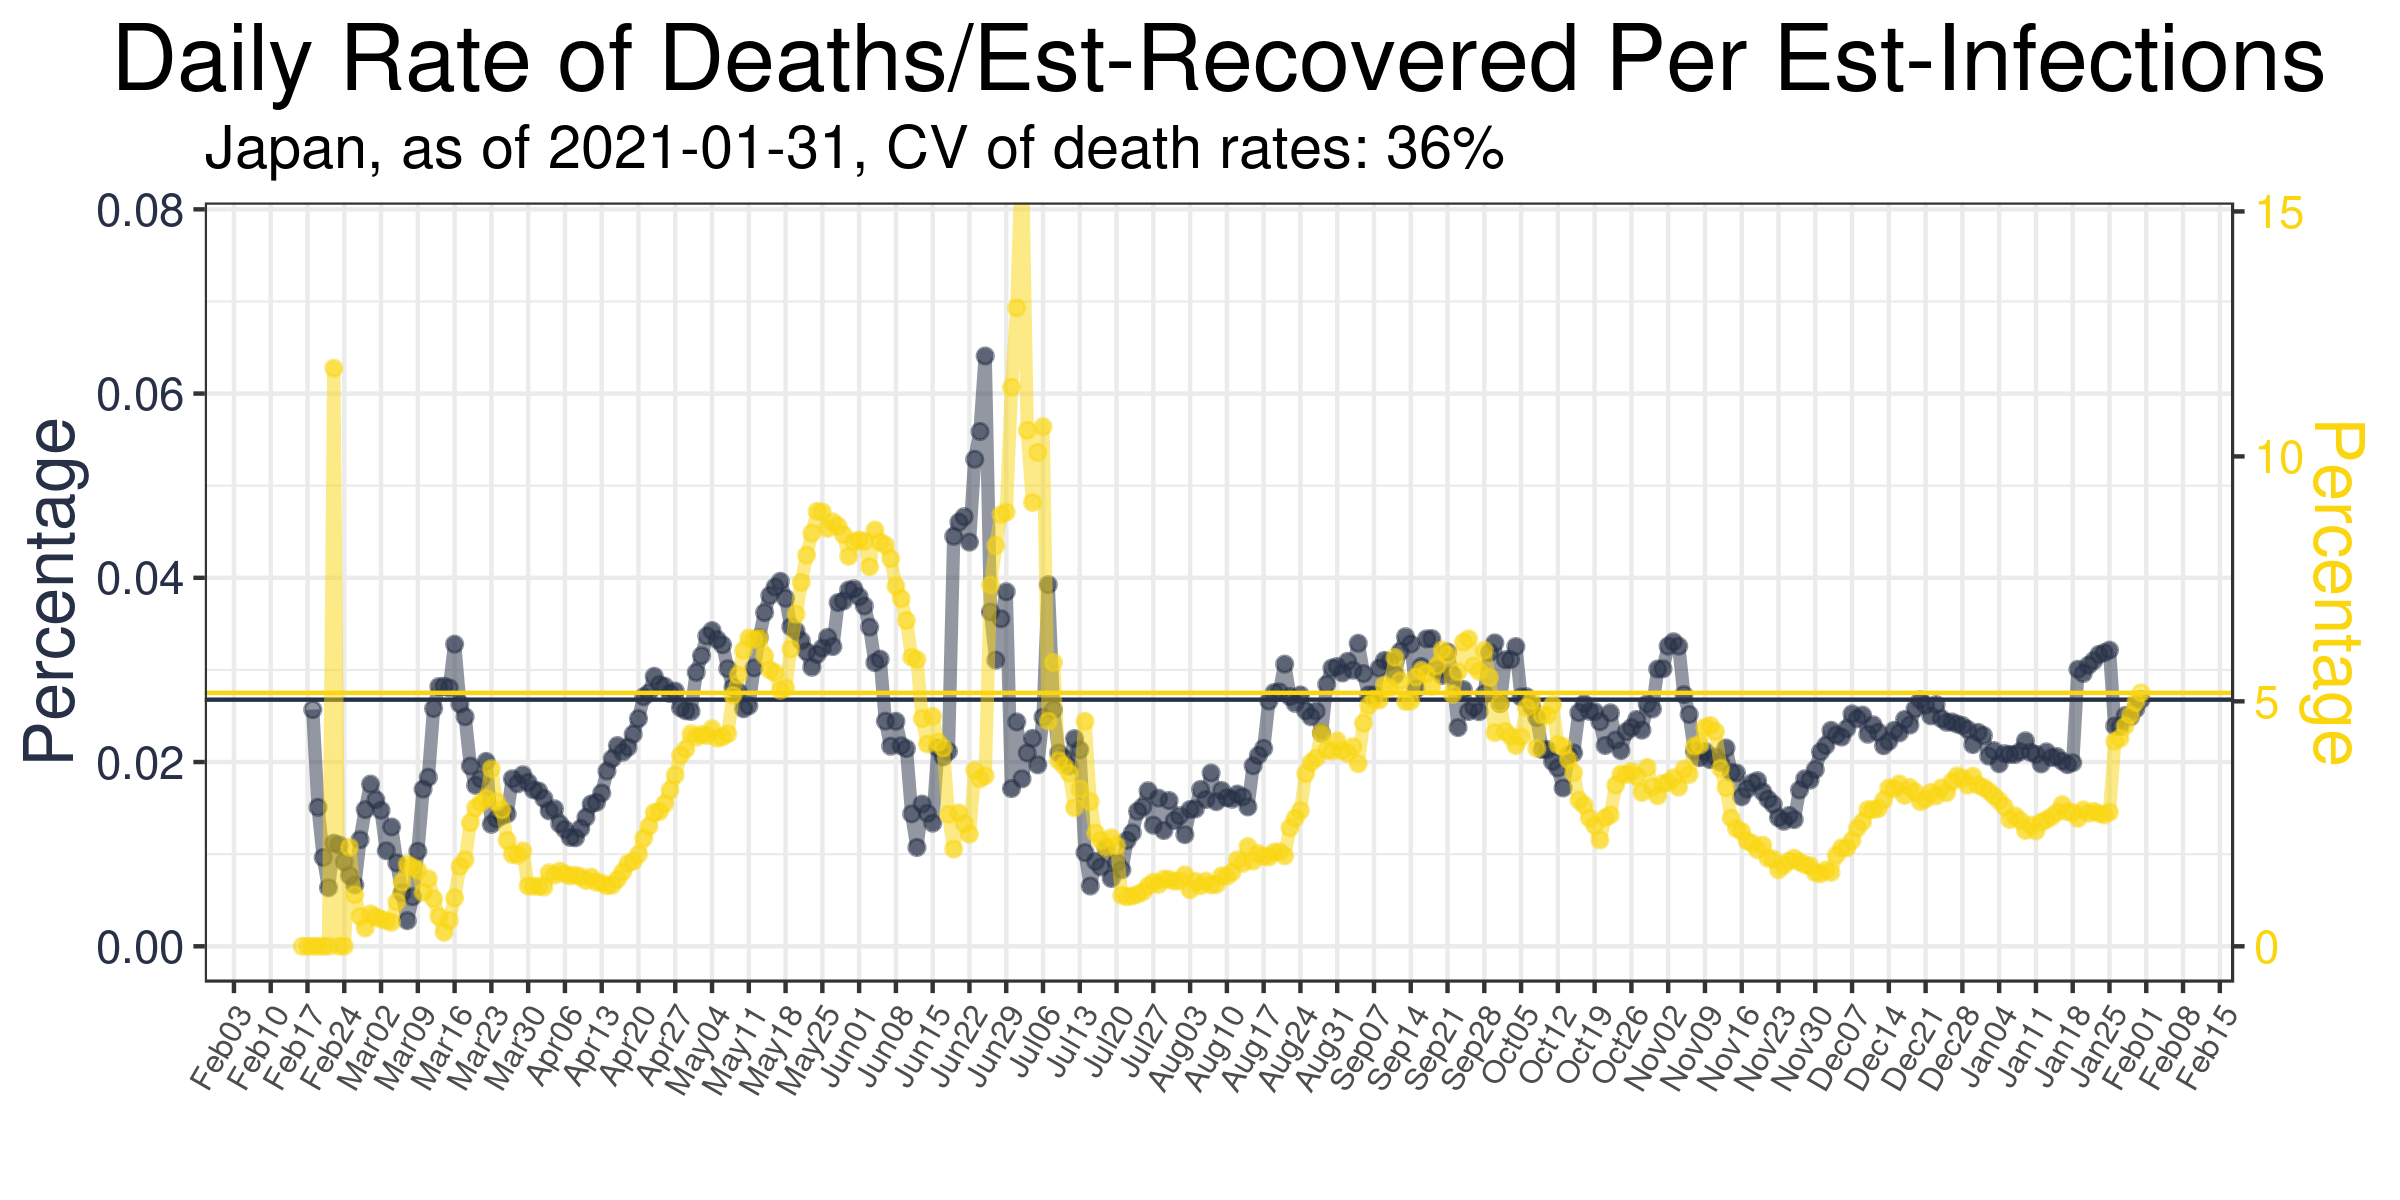 Daily Rate of Deaths/Est-Recovered Per Est-Infections
Japan, as of 2021-01-31, CV of death rates: 36%
Percentage
0.08
0.06
0.04
0.02
0.00
15
10
5
0
Percentage
Feb03
Feb10
Feb17
Feb24
Mar02
Mar09
Mar16
Mar23
Mar30
Apr06
Apr13
Apr20
Apr27
May04
May11
May18
May25
Jun01
Jun08
Jun15
Jun22
Jun29
Jul06
Jul13
Jul20
Jul27
Aug03
Aug10
Aug17
Aug24
Aug31
Sep07
Sep14
Sep21
Sep28
Oct05
Oct12
Oct19
Oct26
Nov02
Nov09
Nov16
Nov23
Nov30
Dec07
Dec14
Dec21
Dec28
Jan04
Jan11
Jan18
Jan25
Feb01
Feb08
Feb15